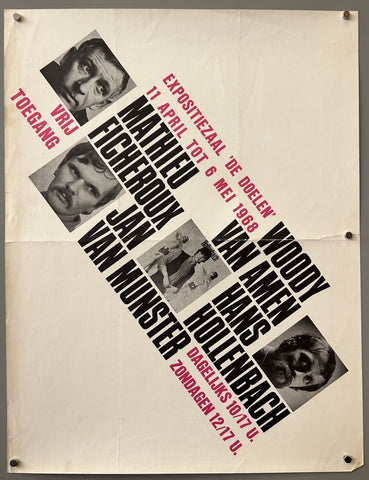 EXPOSITIEZAAL 'DE DOELEN'
11 APRIL TOT 6 MEI 1968
VRIJ
TOEGANG
MATHIEU
FICHEROUX
JAN
VAN MUNSTER
WOODY
VAN AMEN
HANS
HOLLENBACH
DAGELIJKS 10/17 U.
ZONDAGEN 12/17 U.